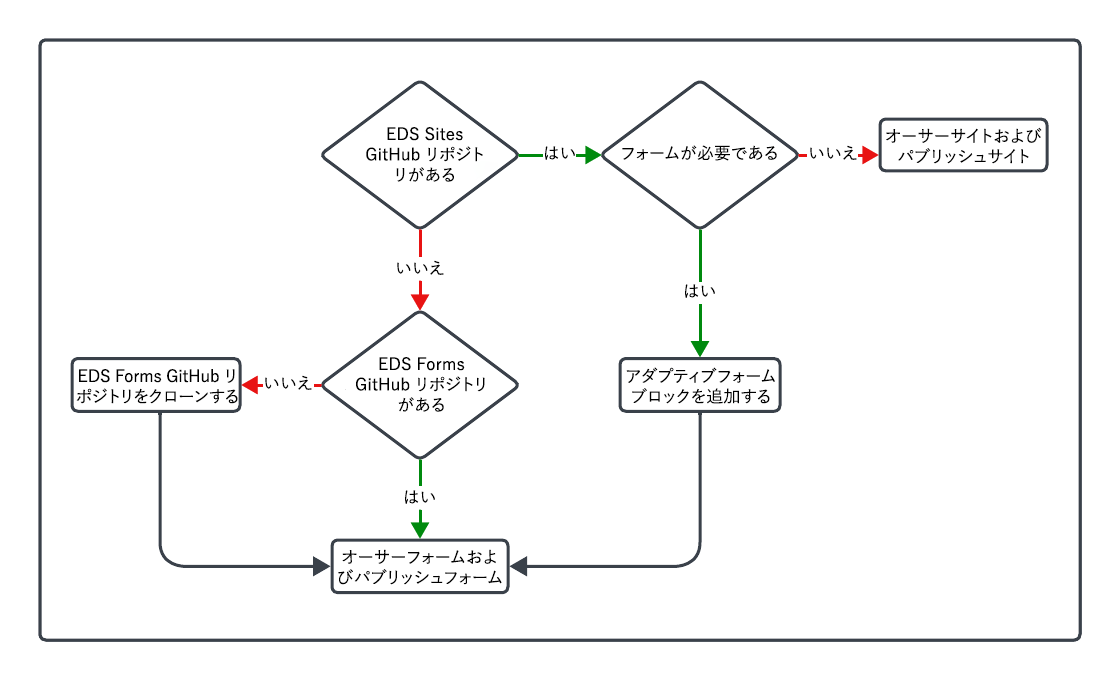 EDS Sites
GitHub リポジト
リがある
はい
フォームが必要である
いいえ
オーサーサイトおよび
パブリッシュサイト
いいえ
はい
EDS Forms
GitHub リポジトリ
がある
いいえ
EDS Forms GitHub リ
ポジトリをクローンする
アダプティブフォーム
ブロックを追加する
はい
オーサーフォームおよ
びパブリッシュフォーム